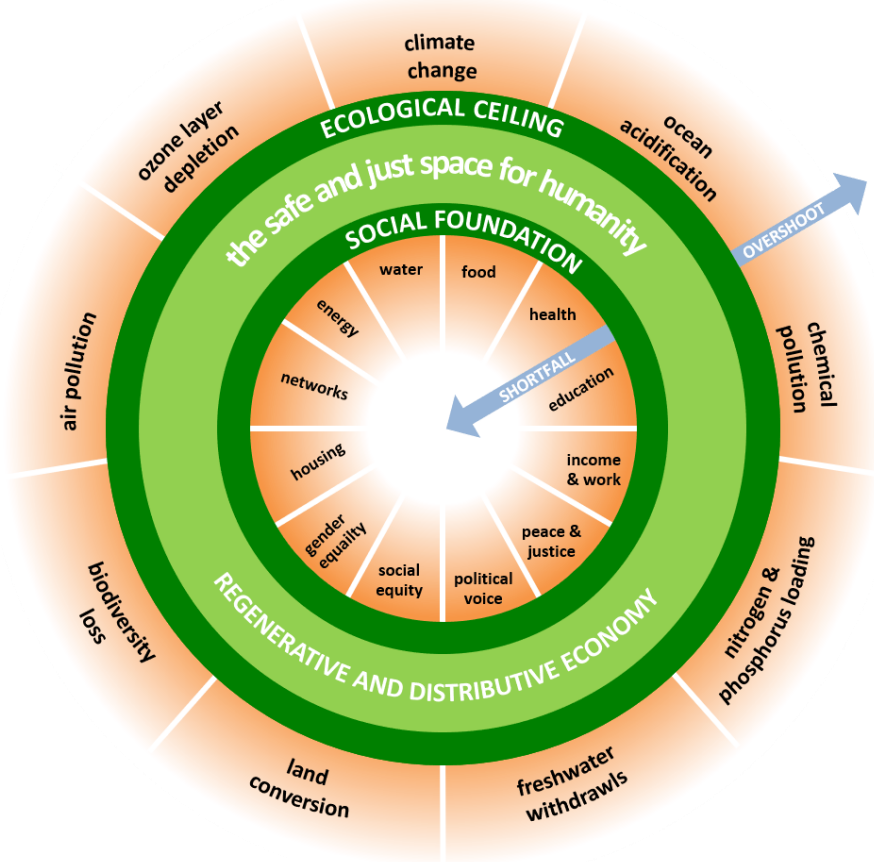 climate
change
ocean
acidification
chemical
pollution
nitrogen &
phosphorus loading
freshwater
withdrawls
land
conversion
biodiversity
loss
air pollution
ozone layer
depletion
OVERSHOOT
ECOLOGICAL CEILING
the safe and just space for humanity
SOCIAL FOUNDATION
water
food
health
SHORTFALL
education
income
& work
peace &
justice
political
voice
social
equity
gender
equailty
housing
networks
energy
REGENERATIVE AND DISTRIBUTIVE ECONOMY